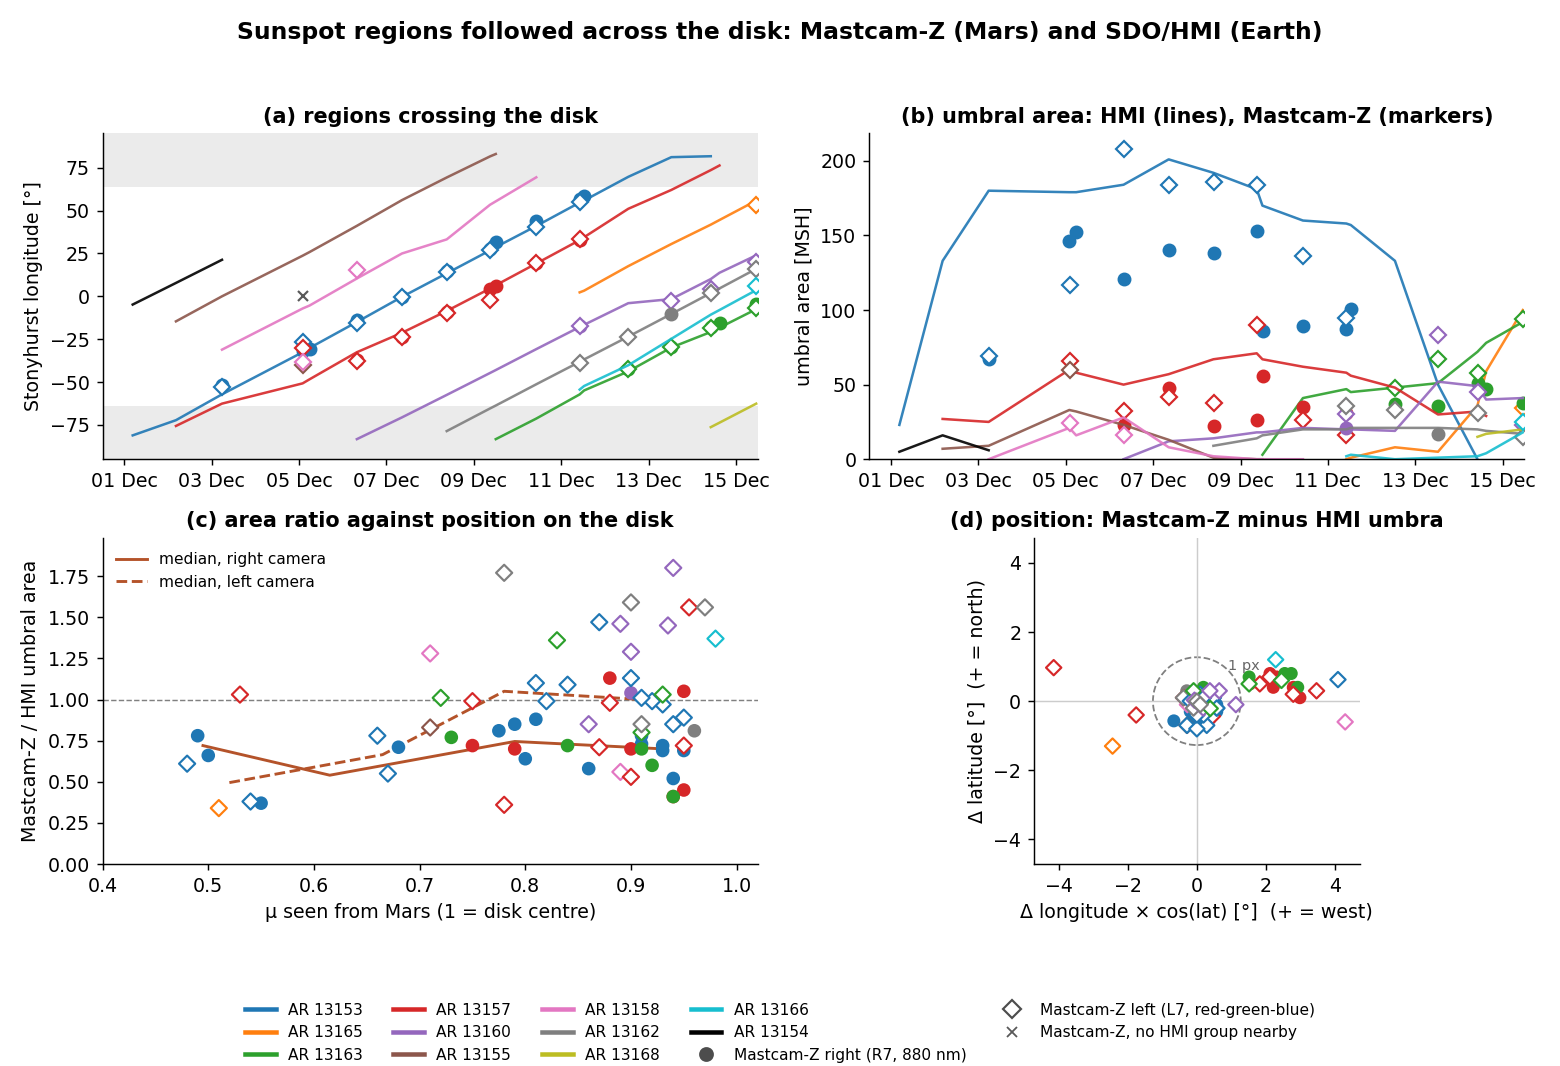 Sunspot regions followed across the disk: Mastcam-Z (Mars) and SDO/HMI (Earth)
(a) regions crossing the disk
Stonyhurst longitude [°]
75
50
25
0
−25
−50
−75
01 Dec 03 Dec 05 Dec 07 Dec 09 Dec 11 Dec 13 Dec 15 Dec
(b) umbral area: HMI (lines), Mastcam-Z (markers)
umbral area [MSH]
200
150
100
50
0
01 Dec 03 Dec 05 Dec 07 Dec 09 Dec 11 Dec 13 Dec 15 Dec
(c) area ratio against position on the disk
median, right camera
median, left camera
Mastcam-Z / HMI umbral area
1.75
1.50
1.25
1.00
0.75
0.50
0.25
0.00
0.4 0.5 0.6 0.7 0.8 0.9 1.0
µ seen from Mars (1 = disk centre)
(d) position: Mastcam-Z minus HMI umbra
Δ latitude [°]  (+ = north)
4
2
0
−2
−4
1 px
−4 −2 0 2 4
Δ longitude × cos(lat) [°]  (+ = west)
AR 13153 AR 13157 AR 13158 AR 13166 Mastcam-Z left (L7, red-green-blue)
AR 13165 AR 13160 AR 13162 AR 13154 Mastcam-Z, no HMI group nearby
AR 13163 AR 13155 AR 13168 Mastcam-Z right (R7, 880 nm)